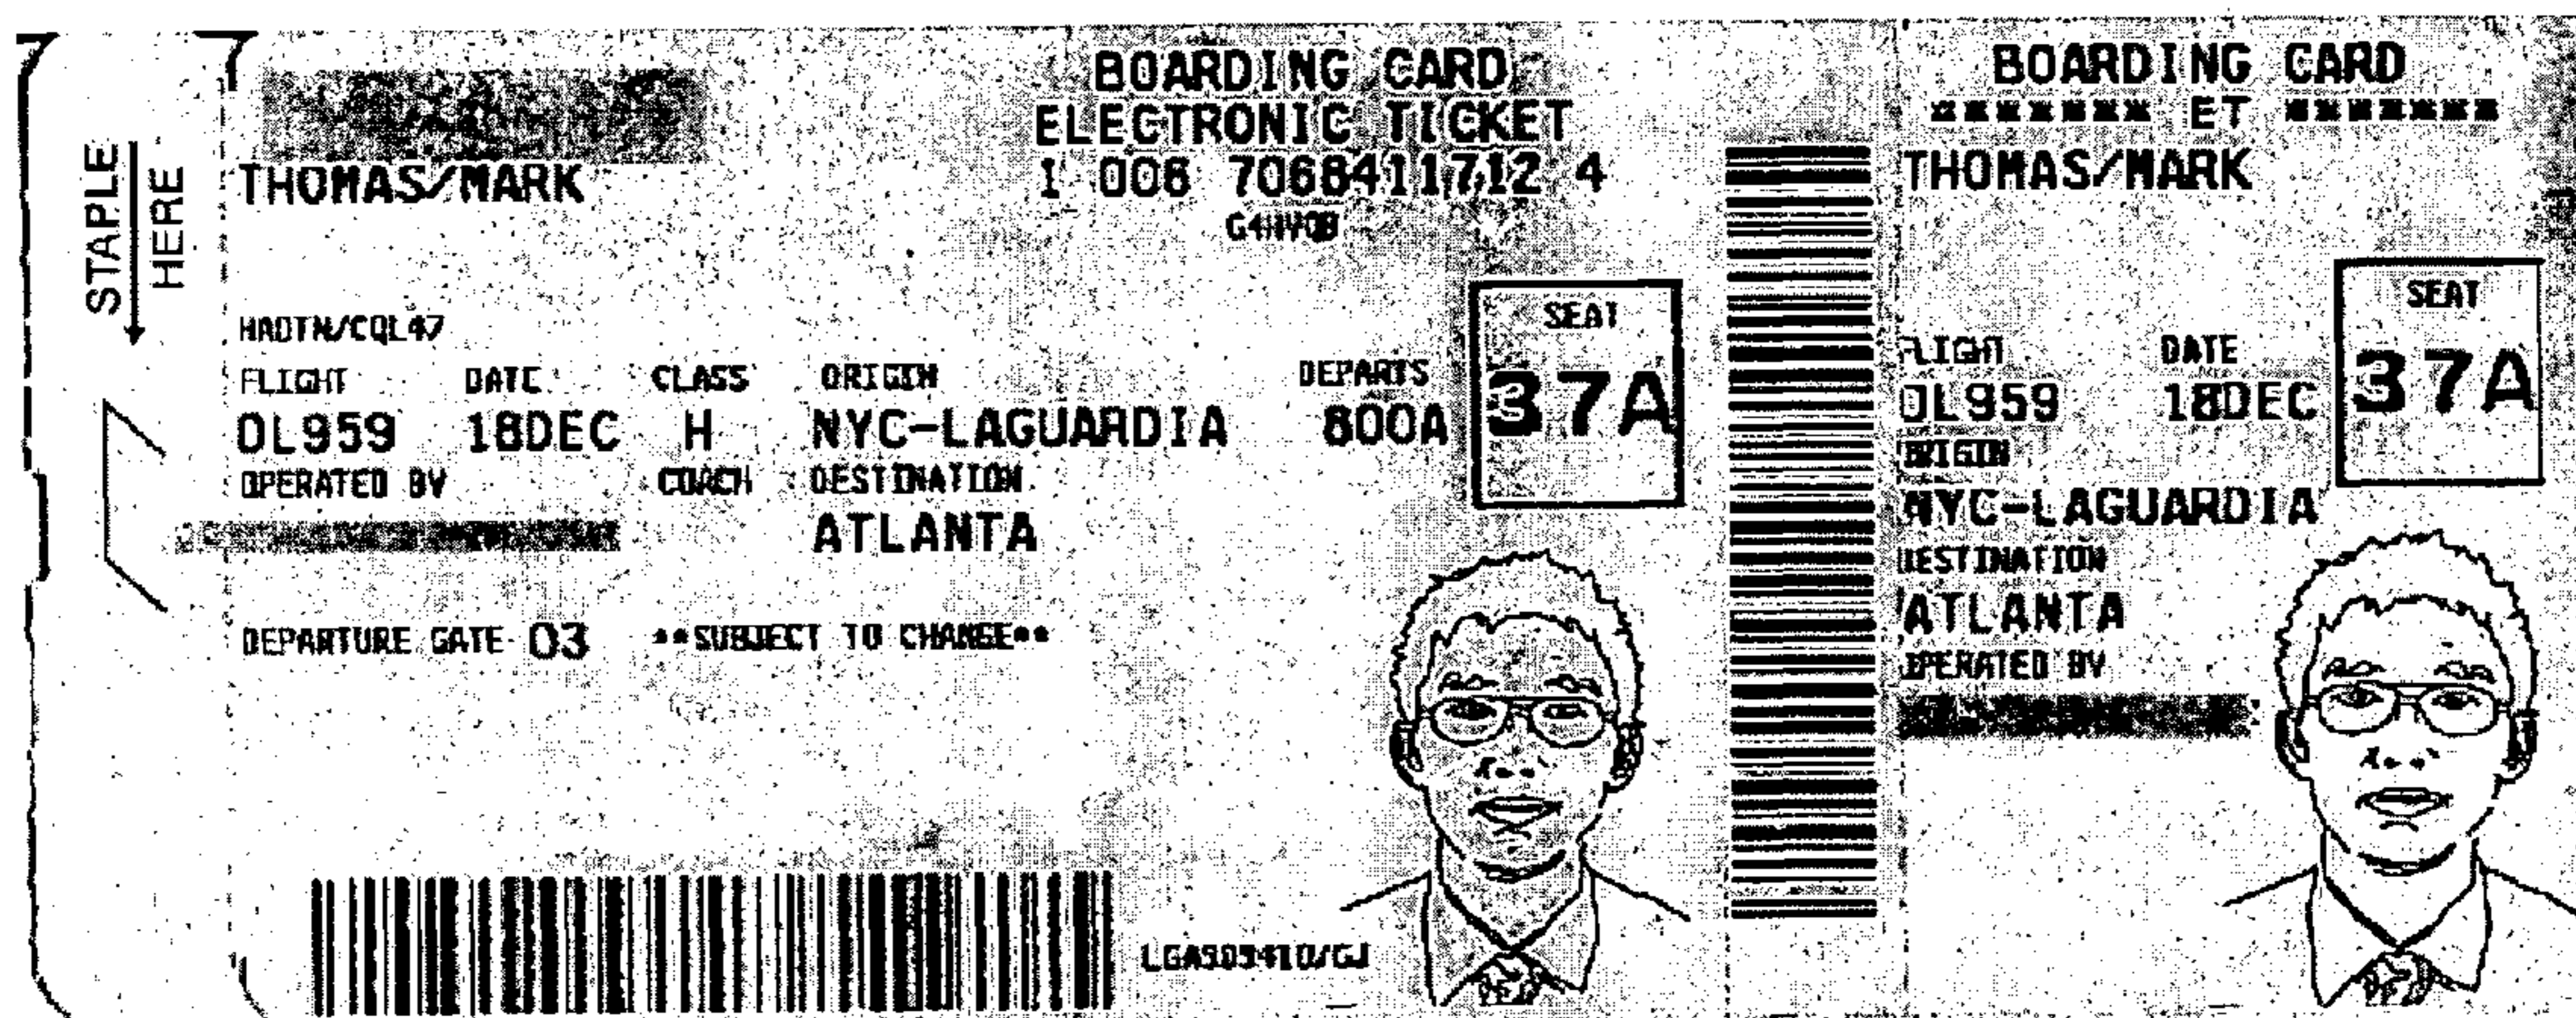 STAPLE
HERE
BOARDING CARD
ELECTRONIC TICKET
THOMAS/MARK
1 006 7068411712 4
HADTN/CQL47
SEAT
37A
FLIGHT DATE CLASS ORIGIN DEPARTS
DL959 18DEC H NYC-LAGUARDIA 800A
OPERATED BY COACH DESTINATION
ATLANTA
DEPARTURE GATE 03 **SUBJECT TO CHANGE**
BOARDING CARD
******* ET *******
THOMAS/MARK
SEAT
37A
FLIGHT DATE
DL959 18DEC
ORIGIN
NYC-LAGUARDIA
DESTINATION
ATLANTA
OPERATED BY